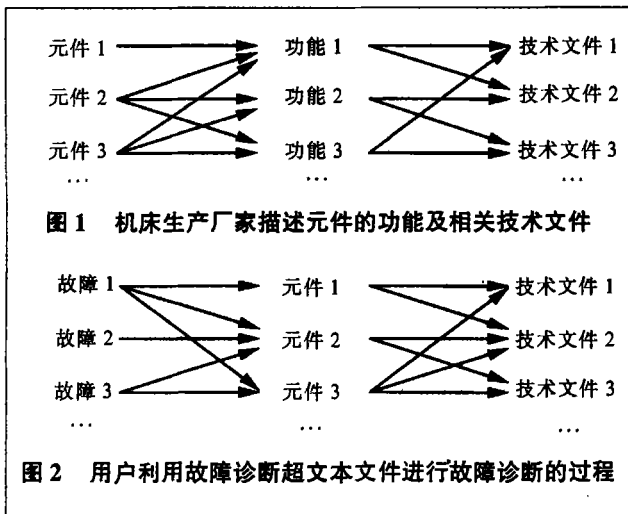 元件 1 功能 1 技术文件 1
元件 2 功能 2 技术文件 2
元件 3 功能 3 技术文件 3
… … …
图 1 机床生产厂家描述元件的功能及相关技术文件
故障 1 元件 1 技术文件 1
故障 2 元件 2 技术文件 2
故障 3 元件 3 技术文件 3
… … …
图 2 用户利用故障诊断超文本文件进行故障诊断的过程